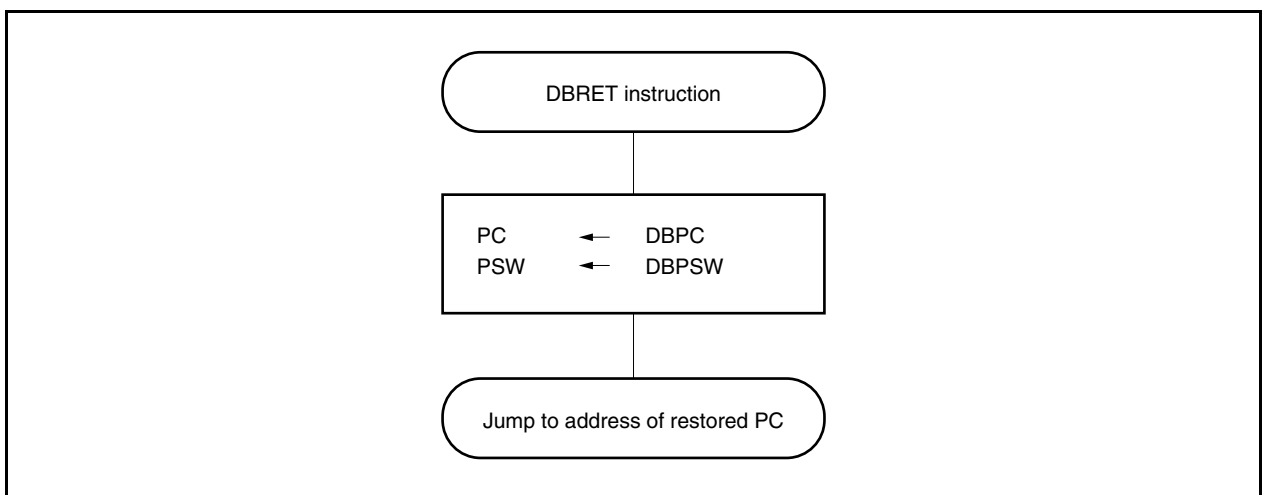 DBRET instruction
PC ← DBPC
PSW ← DBPSW
Jump to address of restored PC